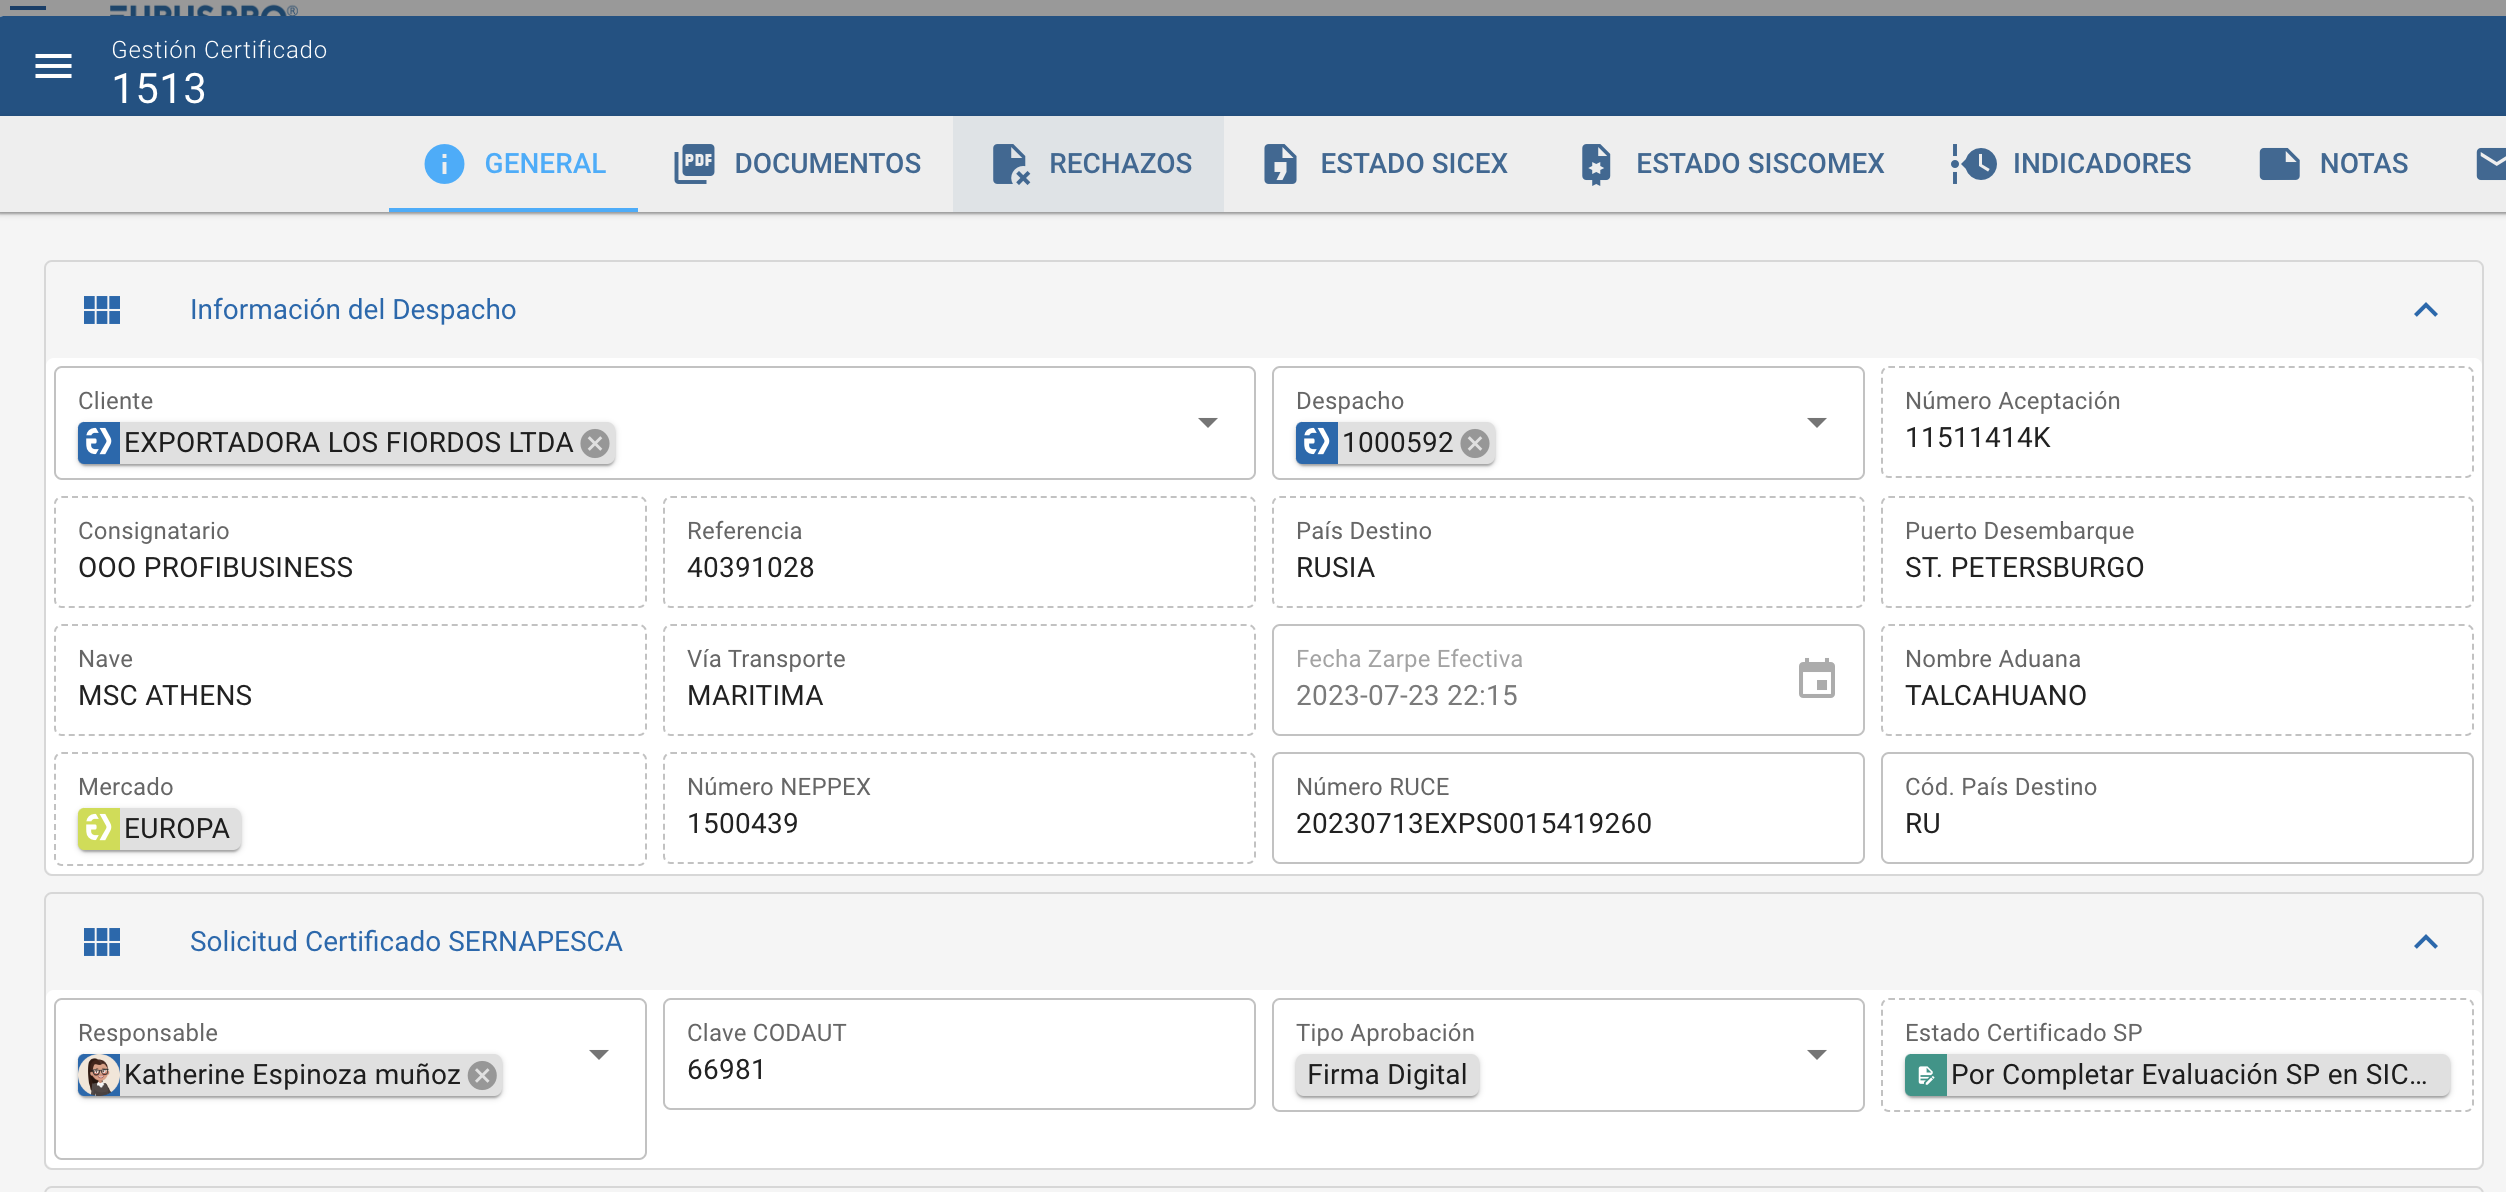 EURUS PRO®
Gestión Certificado
1513
GENERAL
DOCUMENTOS
RECHAZOS
ESTADO SICEX
ESTADO SISCOMEX
INDICADORES
NOTAS
Información del Despacho
Cliente
EXPORTADORA LOS FIORDOS LTDA
Despacho
1000592
Número Aceptación
11511414K
Consignatario
OOO PROFIBUSINESS
Referencia
40391028
País Destino
RUSIA
Puerto Desembarque
ST. PETERSBURGO
Nave
MSC ATHENS
Vía Transporte
MARITIMA
Fecha Zarpe Efectiva
2023-07-23 22:15
Nombre Aduana
TALCAHUANO
Mercado
EUROPA
Número NEPPEX
1500439
Número RUCE
20230713EXPS0015419260
Cód. País Destino
RU
Solicitud Certificado SERNAPESCA
Responsable
Katherine Espinoza muñoz
Clave CODAUT
66981
Tipo Aprobación
Firma Digital
Estado Certificado SP
Por Completar Evaluación SP en SIC...